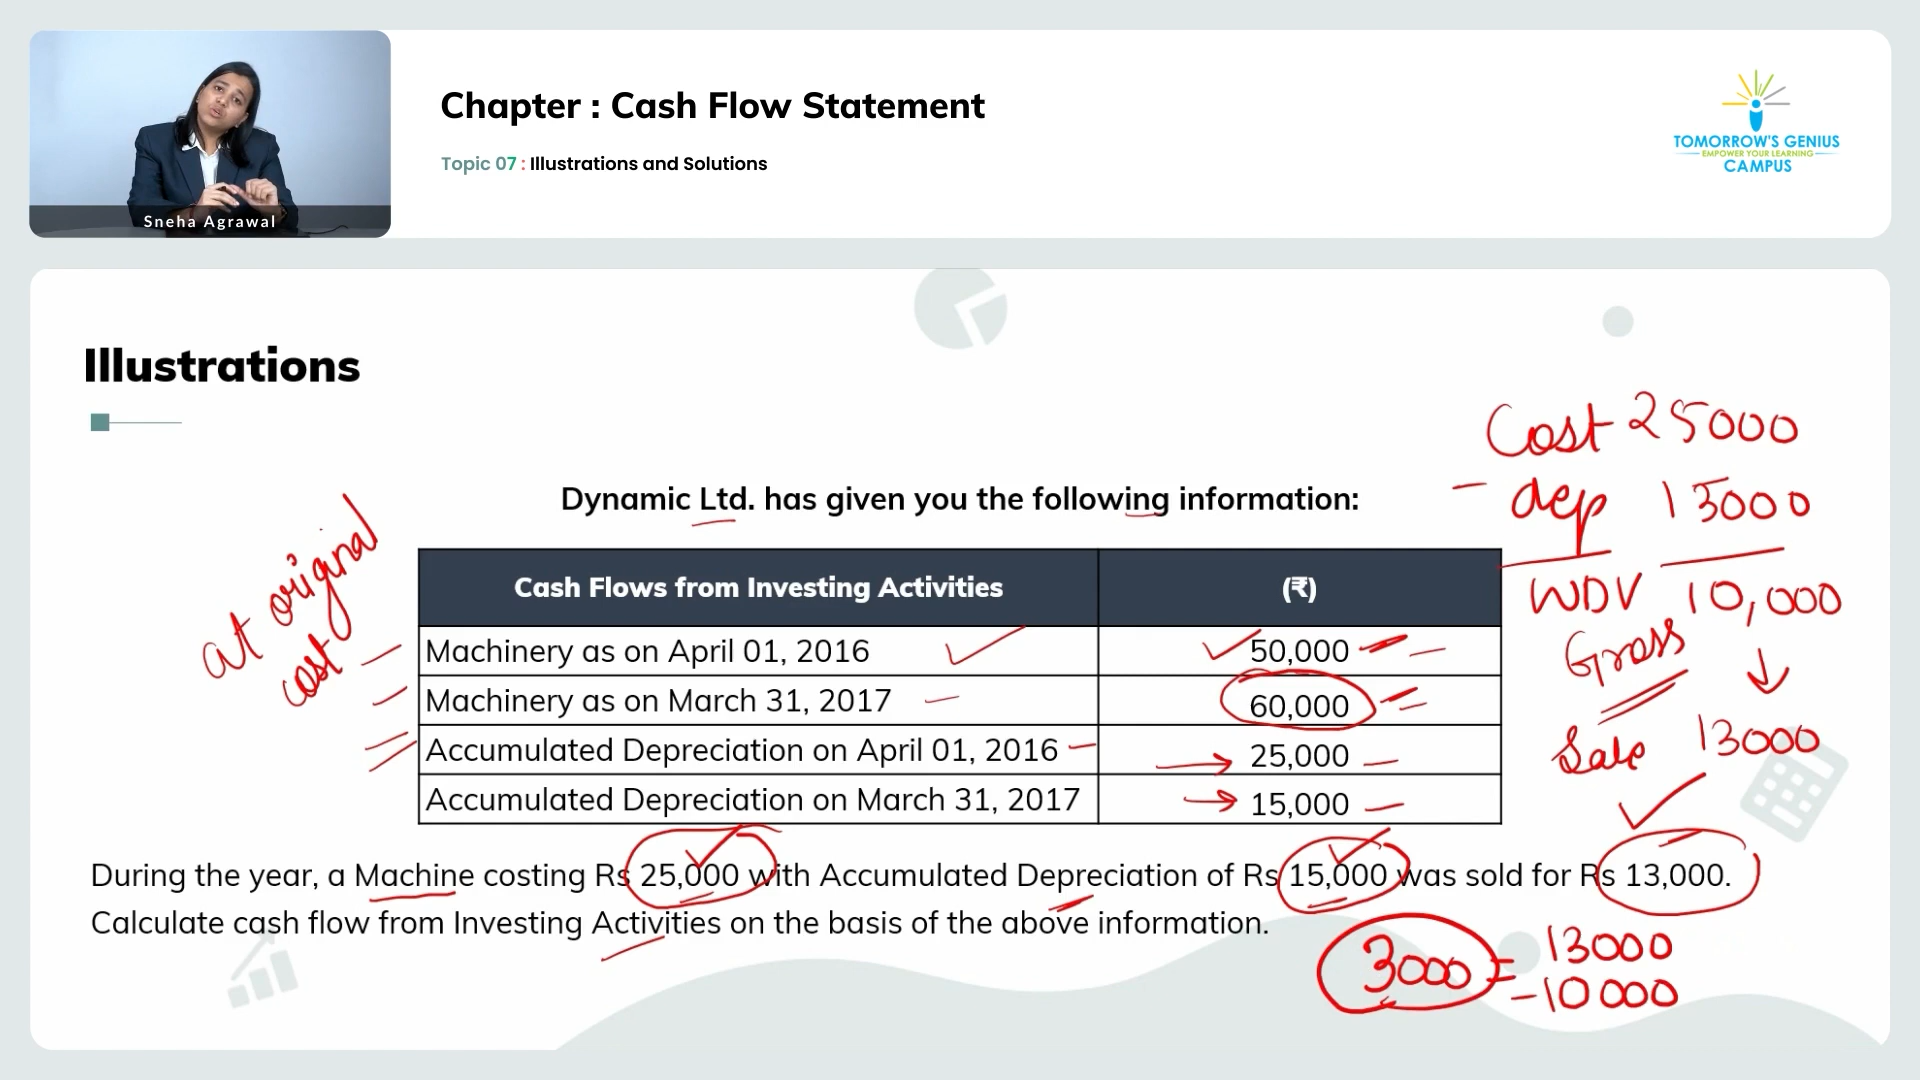 Chapter : Cash Flow Statement
Topic 07 : Illustrations and Solutions
Sneha Agrawal
TOMORROW'S GENIUS
EMPOWER YOUR LEARNING
CAMPUS
Illustrations
Cost 25000
- dep 15000
WDV 10,000
Gross
Sale 13000
Dynamic Ltd. has given you the following information:
at original
cost
Cash Flows from Investing Activities (₹)
Machinery as on April 01, 2016 50,000
Machinery as on March 31, 2017 60,000
Accumulated Depreciation on April 01, 2016 25,000
Accumulated Depreciation on March 31, 2017 15,000
During the year, a Machine costing Rs 25,000 with Accumulated Depreciation of Rs 15,000 was sold for Rs 13,000.
Calculate cash flow from Investing Activities on the basis of the above information.
3000 = 13000
-10000